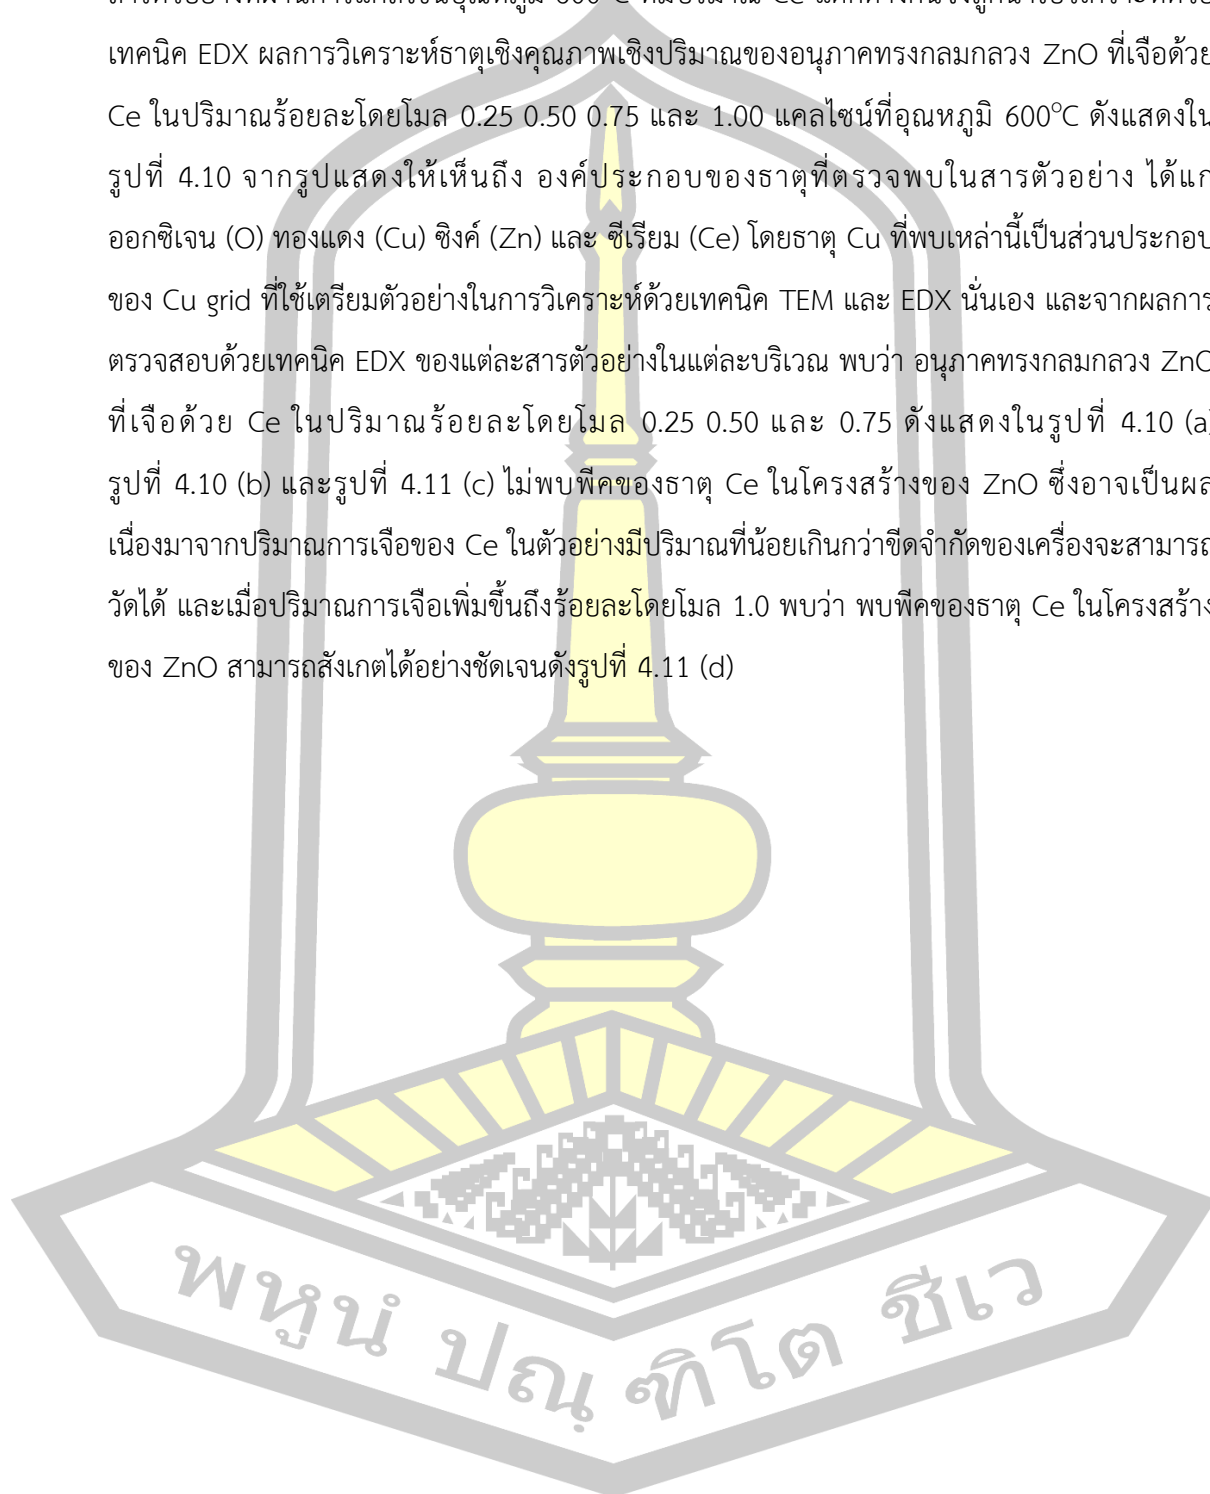 เทคนิค EDX ผลการวิเคราะห์ธาตุเชิงคุณภาพเชิงปริมาณของอนุภาคทรงกลมกลวง ZnO ที่เจือด้วย
Ce ในปริมาณร้อยละโดยโมล 0.25 0.50 0.75 และ 1.00 แคลไซน์ที่อุณหภูมิ 600°C ดังแสดงใน
รูปที่ 4.10 จากรูปแสดงให้เห็นถึง องค์ประกอบของธาตุที่ตรวจพบในสารตัวอย่าง ได้แก่
ออกซิเจน (O) ทองแดง (Cu) ซิงค์ (Zn) และ ซีเรียม (Ce) โดยธาตุ Cu ที่พบเหล่านี้เป็นส่วนประกอบ
ของ Cu grid ที่ใช้เตรียมตัวอย่างในการวิเคราะห์ด้วยเทคนิค TEM และ EDX นั่นเอง และจากผลการ
ตรวจสอบด้วยเทคนิค EDX ของแต่ละสารตัวอย่างในแต่ละบริเวณ พบว่า อนุภาคทรงกลมกลวง ZnO
ที่เจือด้วย Ce ในปริมาณร้อยละโดยโมล 0.25 0.50 และ 0.75 ดังแสดงในรูปที่ 4.10 (a)
รูปที่ 4.10 (b) และรูปที่ 4.11 (c) ไม่พบพีคของธาตุ Ce ในโครงสร้างของ ZnO ซึ่งอาจเป็นผล
เนื่องมาจากปริมาณการเจือของ Ce ในตัวอย่างมีปริมาณที่น้อยเกินกว่าขีดจำกัดของเครื่องจะสามารถ
วัดได้ และเมื่อปริมาณการเจือเพิ่มขึ้นถึงร้อยละโดยโมล 1.0 พบว่า พบพีคของธาตุ Ce ในโครงสร้าง
ของ ZnO สามารถสังเกตได้อย่างชัดเจนดังรูปที่ 4.11 (d)
พหูนํ ปณฺฑิโต ชีเว